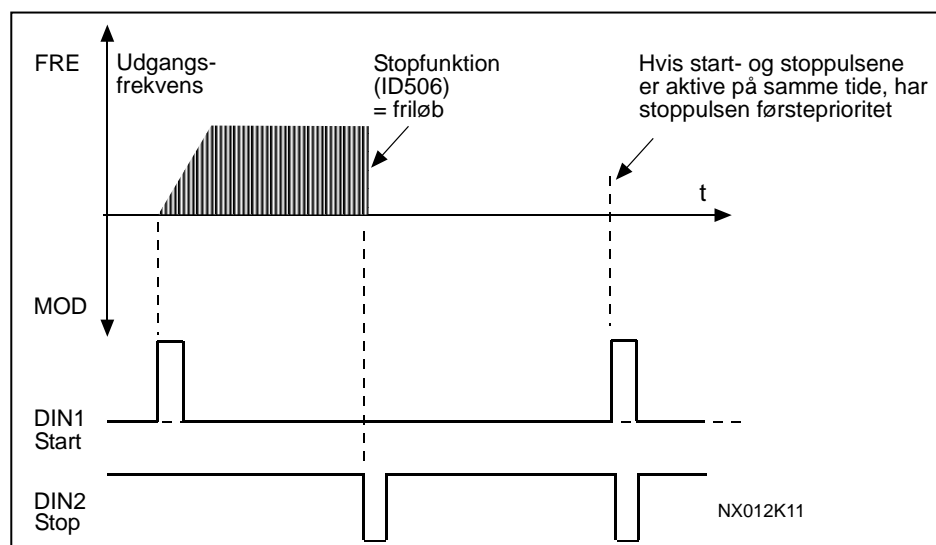 FRE
Udgangs-
frekvens
Stopfunktion
(ID506)
= friløb
Hvis start- og stoppulsene
er aktive på samme tide, har
stoppulsen førsteprioritet
t
MOD
DIN1
Start
DIN2
Stop
NX012K11